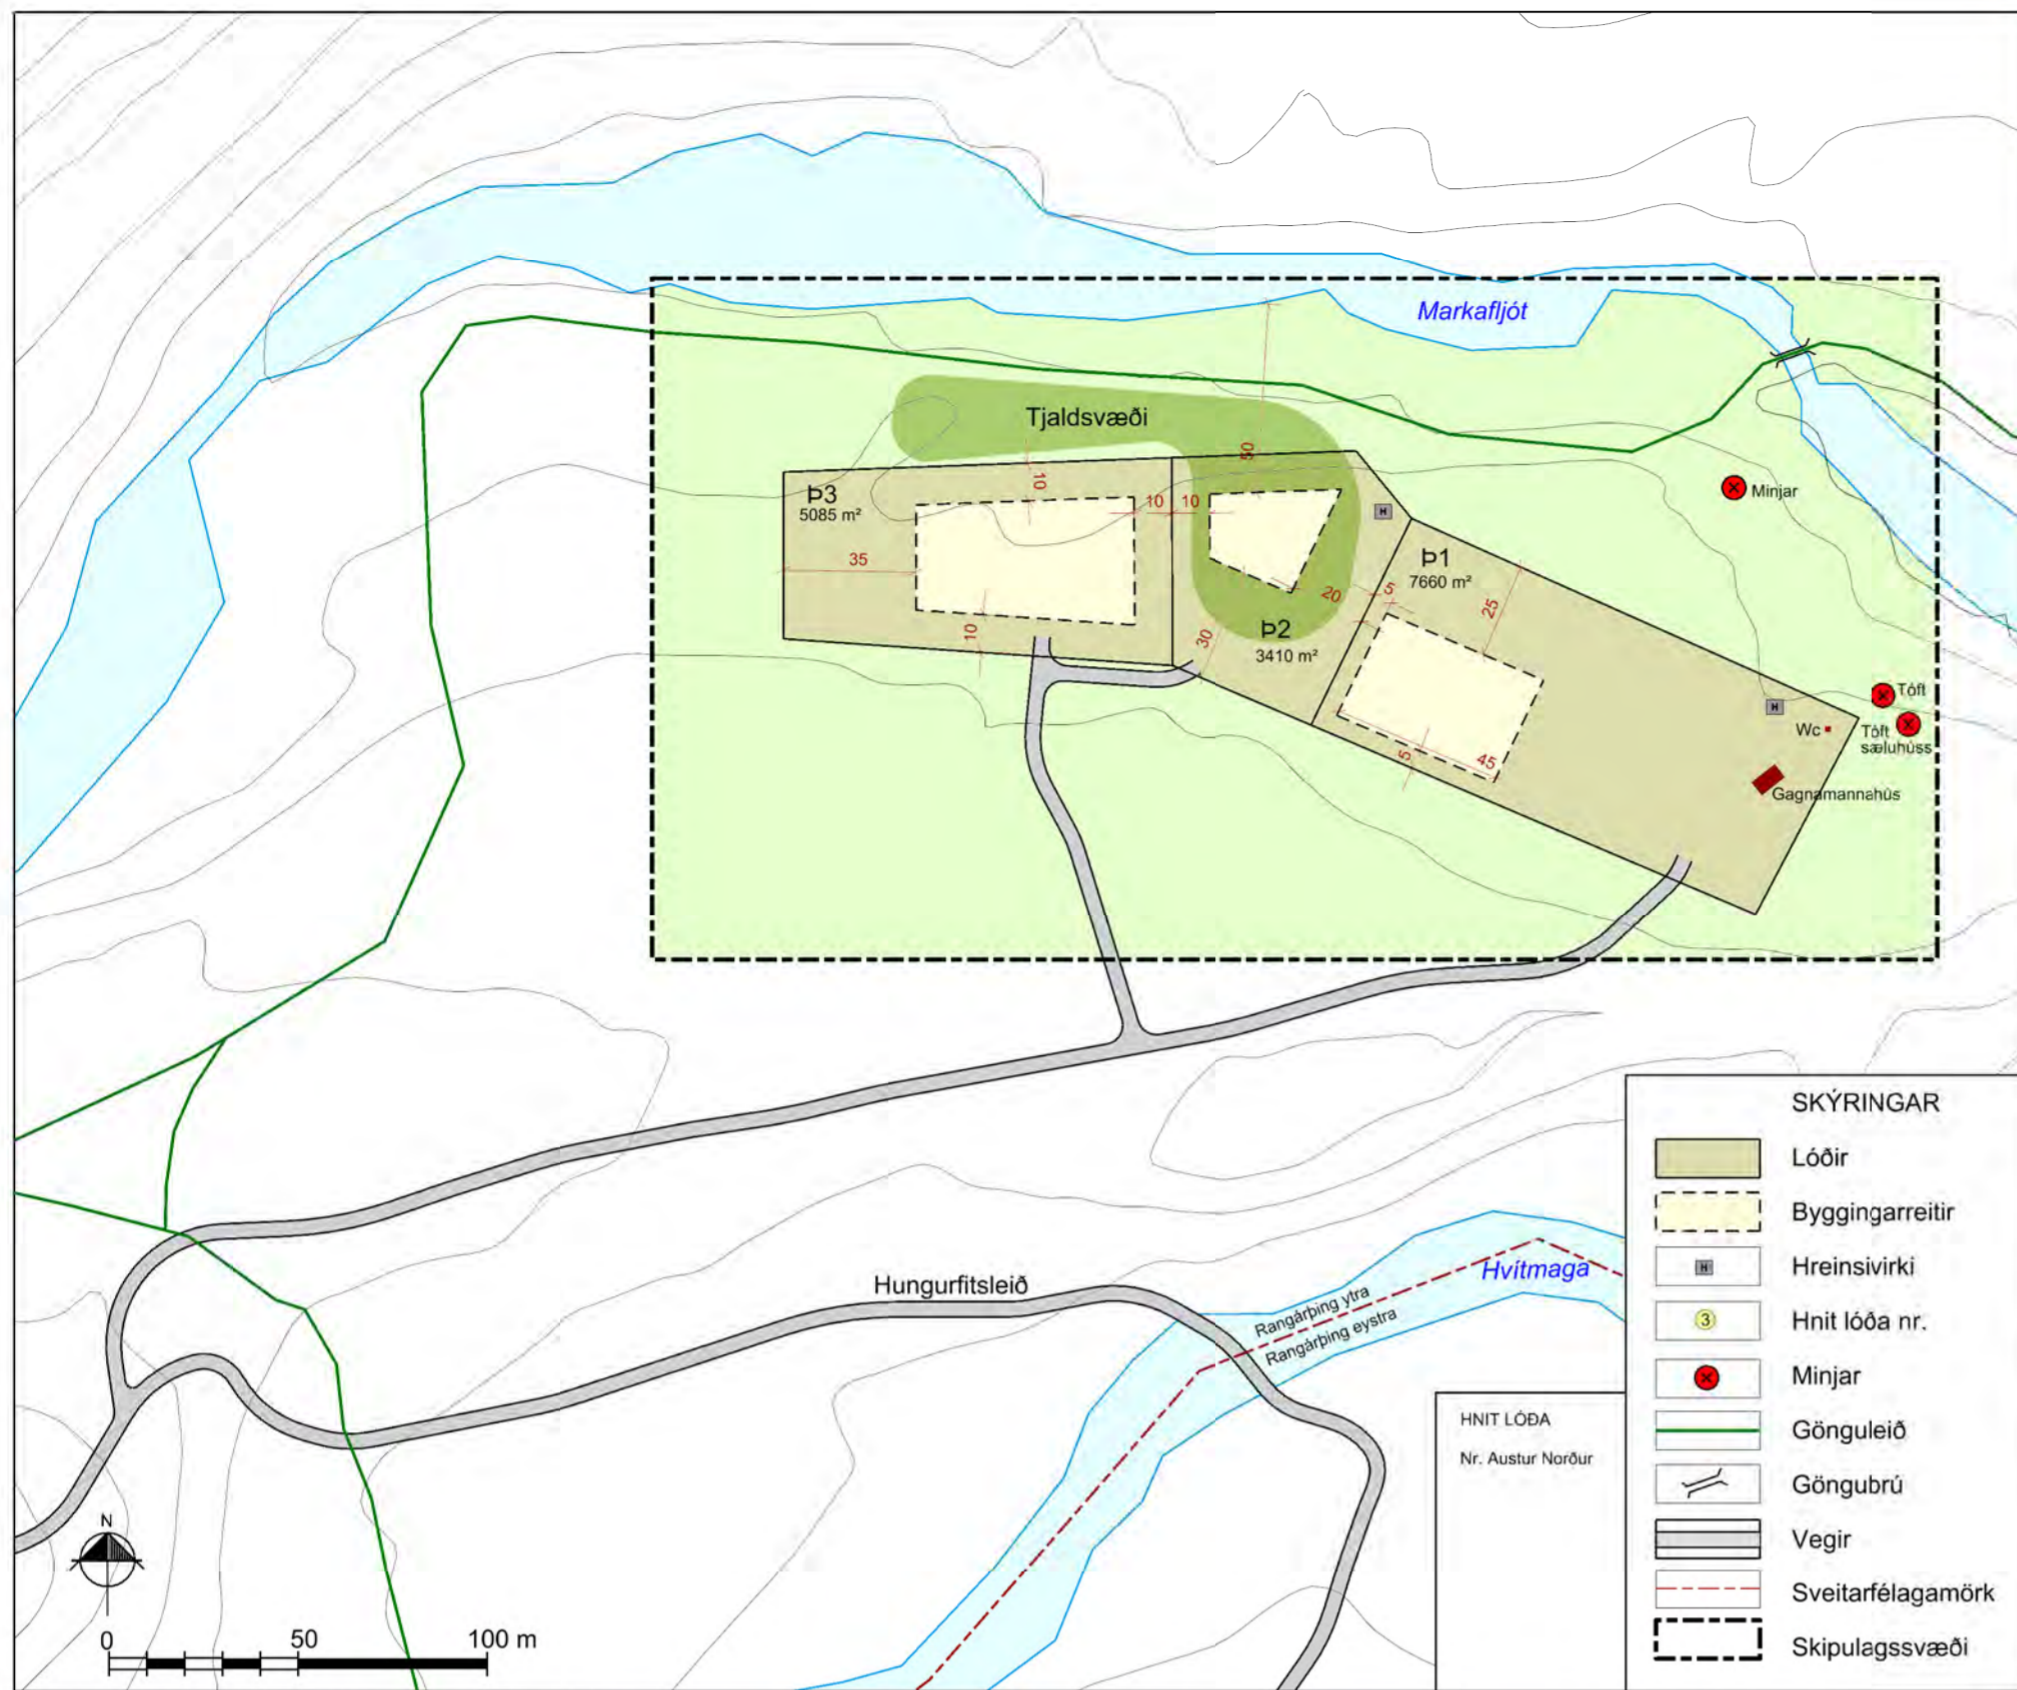 Markafljót
Tjaldsvæði
50
Þ3
5085 m²
10
10
10
35
10
Þ2
3410 m²
20
30
Þ1
7660 m²
5
25
5
45
Minjar
Tóft
Tóft
sæluhúss
Wc
Gagnamannahús
H
H
Hungurfitsleið
Hvítmaga
Rangárþing ytra
Rangárþing eystra
N
0 50 100 m
HNIT LÓÐA
Nr. Austur Norður
SKÝRINGAR
Lóðir
Byggingarreitir
H Hreinsivirki
3 Hnit lóða nr.
Minjar
Gönguleið
Göngubrú
Vegir
Sveitarfélagamörk
Skipulagssvæði